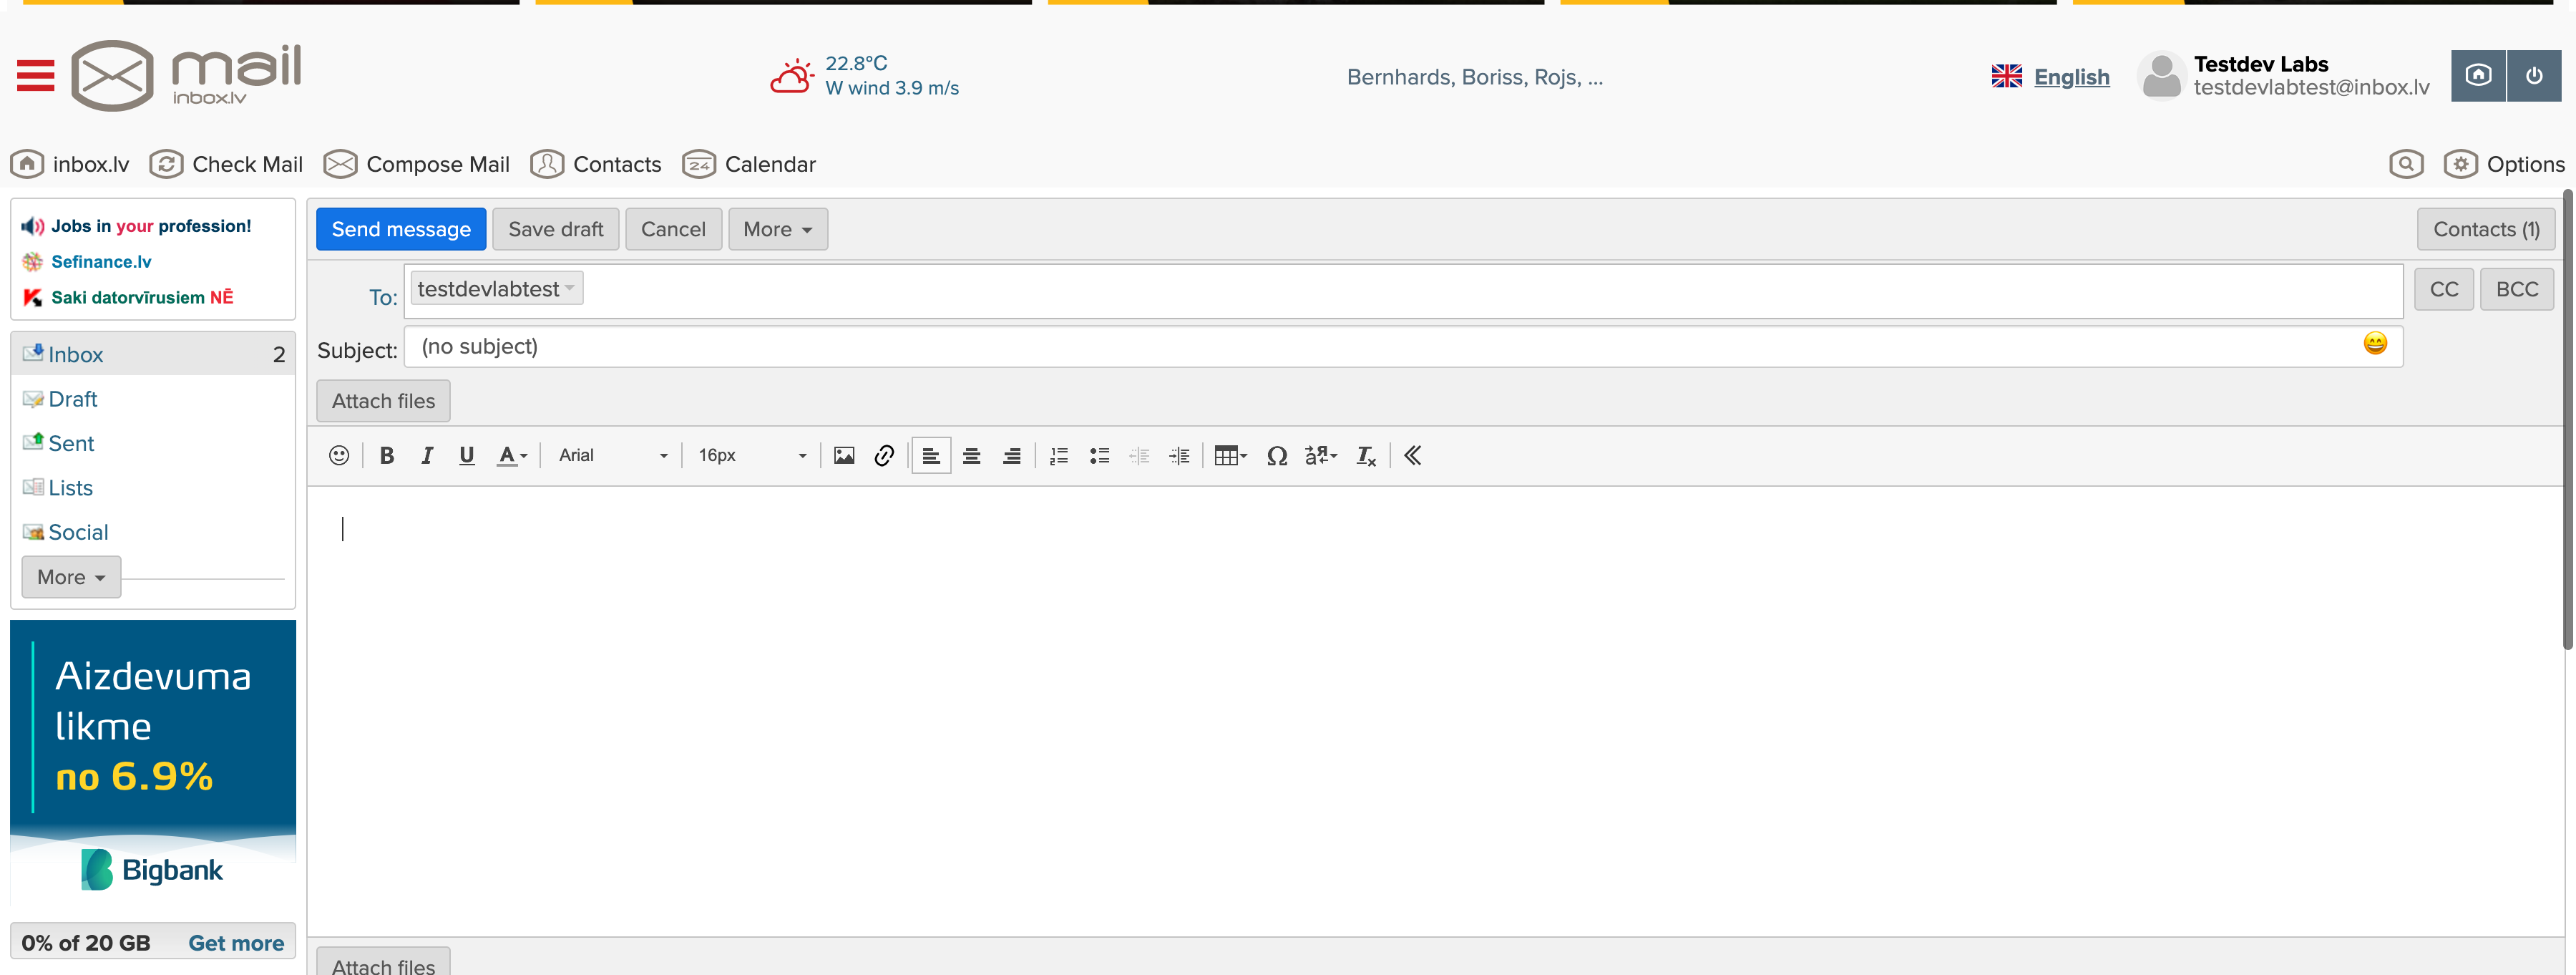 mail
inbox.lv
22.8°C
W wind 3.9 m/s
Bernhards, Boriss, Rojs, ...
English
Testdev Labs
testdevlabtest@inbox.lv
inbox.lv
Check Mail
Compose Mail
Contacts
24
Calendar
Options
Jobs in your profession!
Sefinance.lv
Saki datorvīrusiem NĒ
Send message
Save draft
Cancel
More
Contacts (1)
To:
testdevlabtest
CC
BCC
Subject:
(no subject)
Attach files
B I U A Arial 16px
Inbox 2
Draft
Sent
Lists
Social
More
Aizdevuma
likme
no 6.9%
Bigbank
0% of 20 GB Get more
Attach files